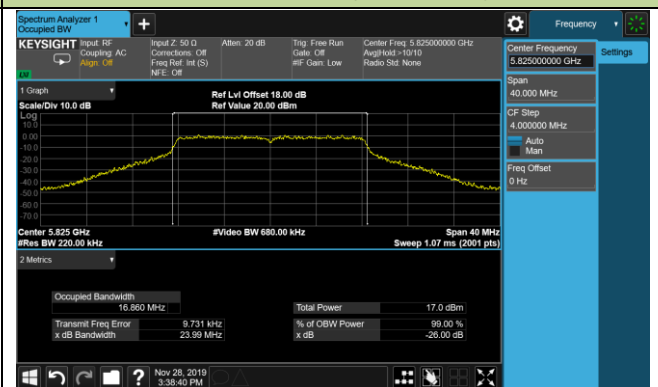 Spectrum Analyzer 1
Occupied BW
Frequency
KEYSIGHT
Input: RF
Coupling: AC
Align: Off
Input Z: 50 Ω
Corrections: Off
Freq Ref: Int (S)
NFE: Off
Atten: 20 dB
Trig: Free Run
Gate: Off
#IF Gain: Low
Center Freq: 5.825000000 GHz
Avg|Hold:>10/10
Radio Std: None
Center Frequency
5.825000000 GHz
Settings
Span
40.000 MHz
CF Step
4.000000 MHz
Auto
Man
Freq Offset
0 Hz
1 Graph
Scale/Div 10.0 dB
Ref Lvl Offset 18.00 dB
Ref Value 20.00 dBm
Log
10.0
0.00
-10.0
-20.0
-30.0
-40.0
-50.0
-60.0
-70.0
Center 5.825 GHz
#Video BW 680.00 kHz
Span 40 MHz
#Res BW 220.00 kHz
Sweep 1.07 ms (2001 pts)
2 Metrics
Occupied Bandwidth
16.860 MHz
Total Power 17.0 dBm
Transmit Freq Error 9.731 kHz
% of OBW Power 99.00 %
x dB Bandwidth 23.99 MHz
x dB -26.00 dB
?
Nov 28, 2019
3:38:40 PM